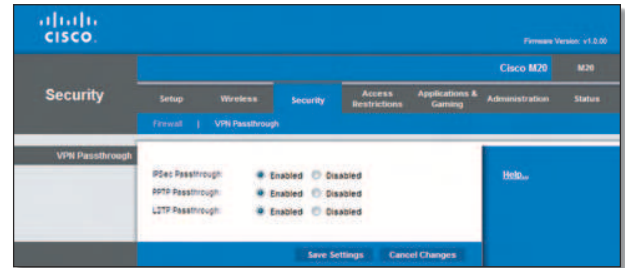 CISCO.
Firmware Version: v1.0.00
Cisco M20 M20
Security
Setup Wireless Security Access Restrictions Applications & Gaming Administration Status
Firewall | VPN Passthrough
VPN Passthrough
IPSec Passthrough: Enabled Disabled
PPTP Passthrough: Enabled Disabled
L2TP Passthrough: Enabled Disabled
Help...
Save Settings Cancel Changes